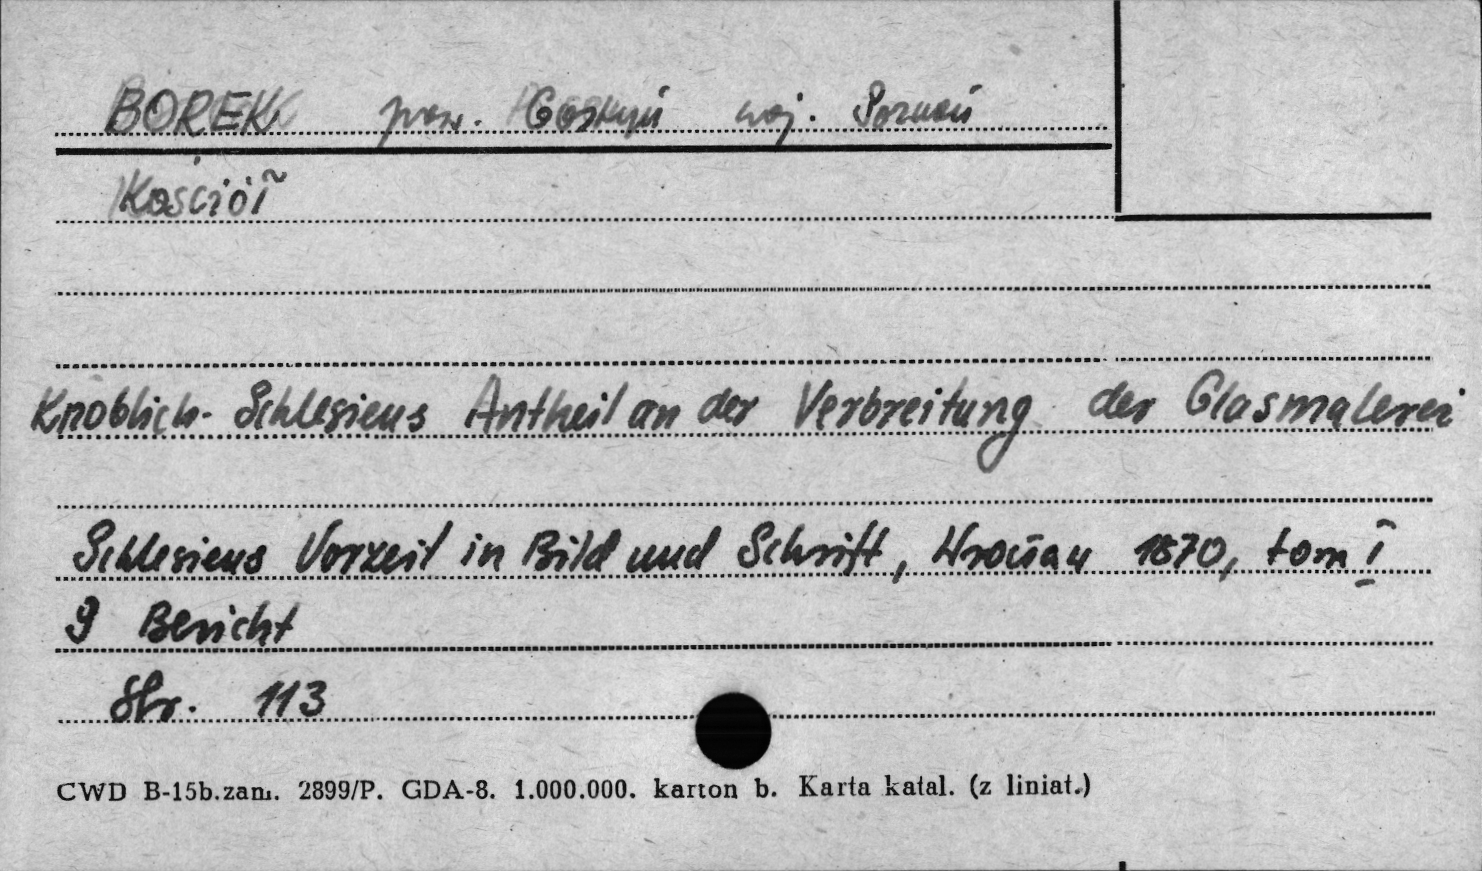 BOREK pow. Gostyń woj. Poznań
Kościół
Knoblich- Schlesiens Antheil an der Verbreitung der Glasmalerei
Schlesiens Vorzeit in Bild und Schrift, Wrocław 1870, tom I
9 Bericht
Str. 113
CWD B-15b.zam. 2899/P. GDA-8. 1.000.000. karton b. Karta katal. (z liniat.)